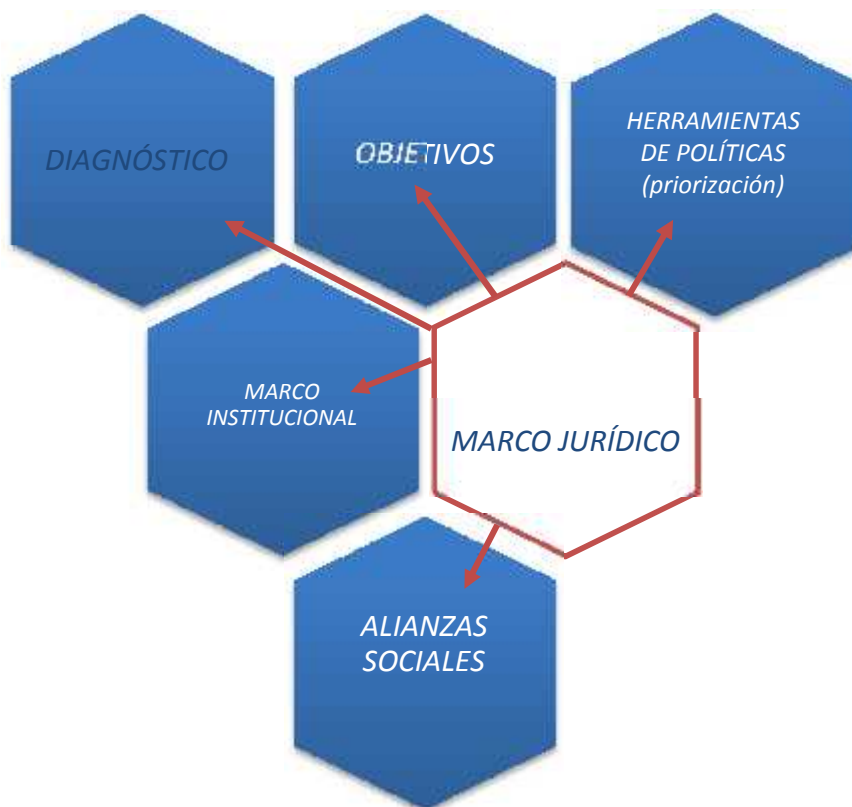 DIAGNÓSTICO
OBJETIVOS
HERRAMIENTAS
DE POLÍTICAS
(priorización)
MARCO
INSTITUCIONAL
MARCO JURÍDICO
ALIANZAS
SOCIALES